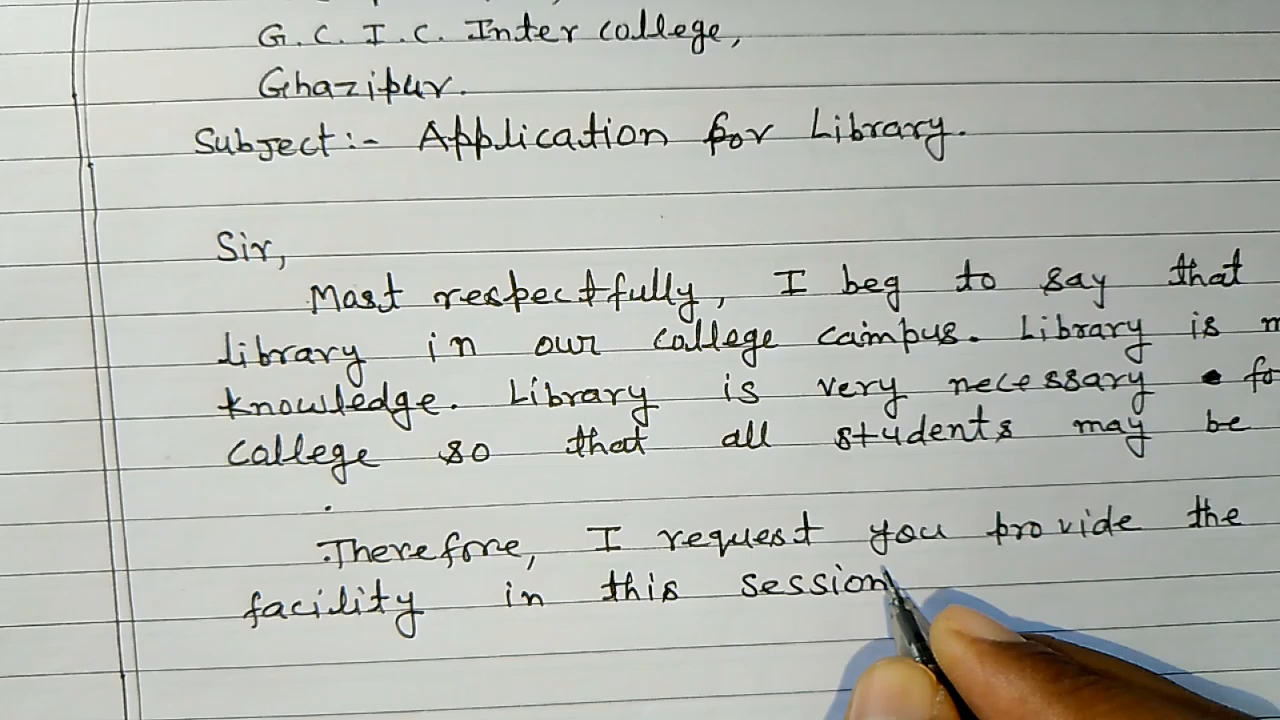 G.C.I.C. Inter college,
Ghazipur.
Subject:- Application for Library.
Sir,
Most respectfully, I beg to say that
library in our college campus. Library is
knowledge. Library is very necessary
college so that all students may be
Therefore, I request you provide the
facility in this session